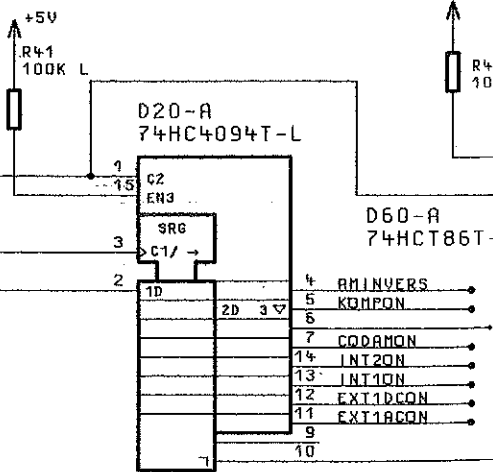 +5V
R41
100K L
R4
10
D20-A
74HC4094T-L
1
C2
15
EN3
SRG
3
C1/ →
2
1D
2D 3 ▽
D60-A
74HCT86T-
4 AMINVERS
5 KOMPON
6
7 CODAMON
14 INT2ON
13 INT1ON
12 EXT1DCON
11 EXT1ACON
9
10